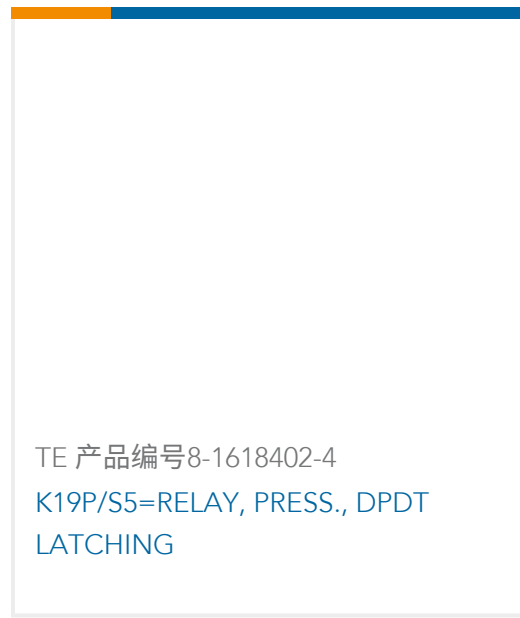 TE 产品编号8-1618402-4
K19P/S5=RELAY, PRESS., DPDT
LATCHING